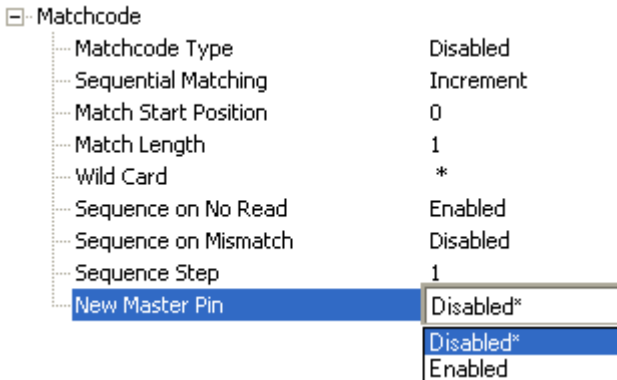 Matchcode
Matchcode Type Disabled
Sequential Matching Increment
Match Start Position 0
Match Length 1
Wild Card *
Sequence on No Read Enabled
Sequence on Mismatch Disabled
Sequence Step 1
New Master Pin Disabled*
Disabled*
Enabled